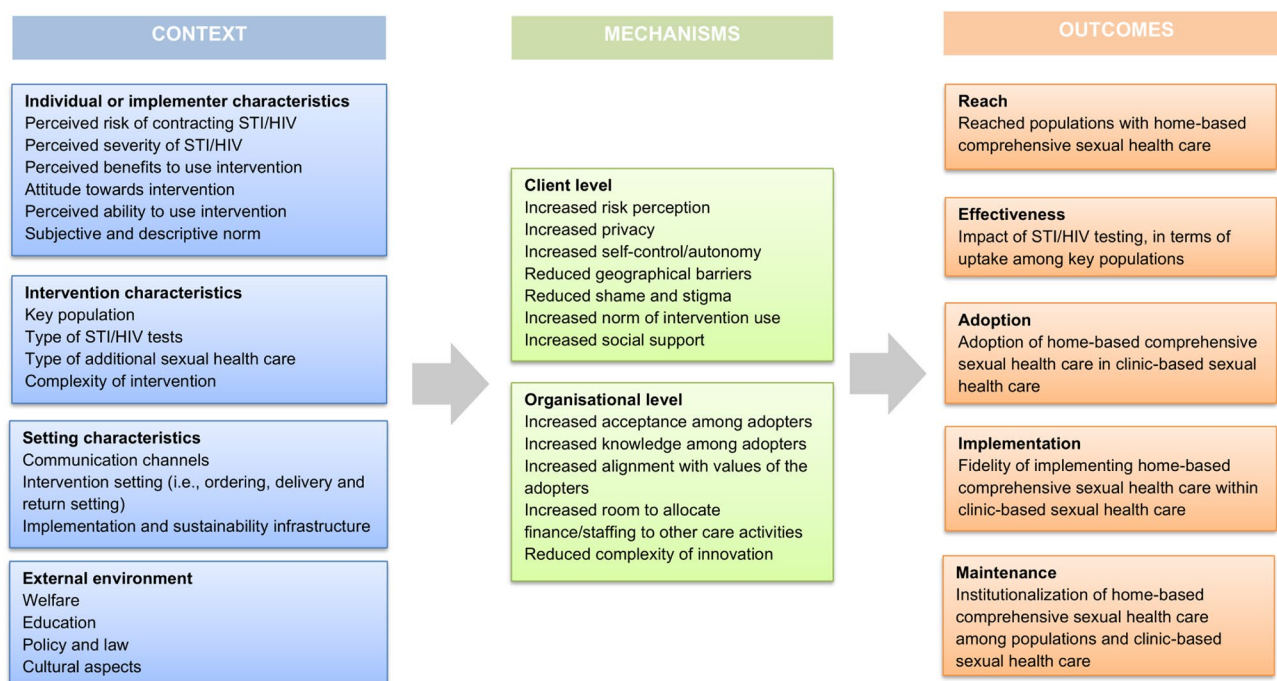 CONTEXT
Individual or implementer characteristics
Perceived risk of contracting STI/HIV
Perceived severity of STI/HIV
Perceived benefits to use intervention
Attitude towards intervention
Perceived ability to use intervention
Subjective and descriptive norm
Intervention characteristics
Key population
Type of STI/HIV tests
Type of additional sexual health care
Complexity of intervention
Setting characteristics
Communication channels
Intervention setting (i.e., ordering, delivery and
return setting)
Implementation and sustainability infrastructure
External environment
Welfare
Education
Policy and law
Cultural aspects
MECHANISMS
Client level
Increased risk perception
Increased privacy
Increased self-control/autonomy
Reduced geographical barriers
Reduced shame and stigma
Increased norm of intervention use
Increased social support
Organisational level
Increased acceptance among adopters
Increased knowledge among adopters
Increased alignment with values of the
adopters
Increased room to allocate
finance/staffing to other care activities
Reduced complexity of innovation
OUTCOMES
Reach
Reached populations with home-based
comprehensive sexual health care
Effectiveness
Impact of STI/HIV testing, in terms of
uptake among key populations
Adoption
Adoption of home-based comprehensive
sexual health care in clinic-based sexual
health care
Implementation
Fidelity of implementing home-based
comprehensive sexual health care within
clinic-based sexual health care
Maintenance
Institutionalization of home-based
comprehensive sexual health care
among populations and clinic-based
sexual health care